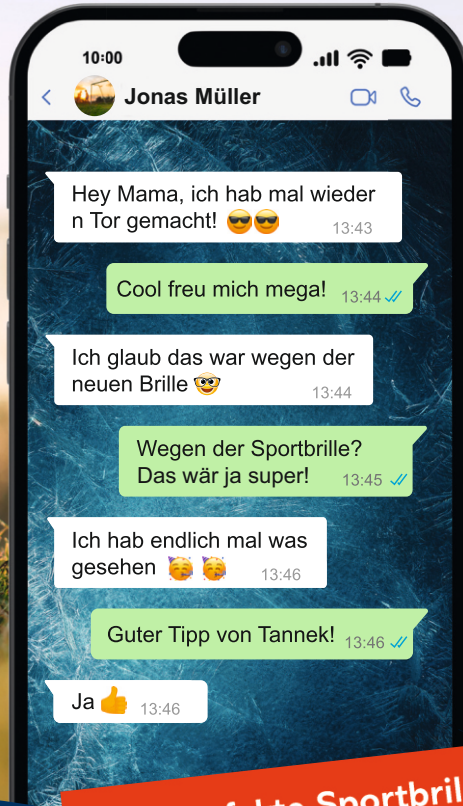 10:00
Jonas Müller
Hey Mama, ich hab mal wieder
n Tor gemacht! 😎😎 13:43
Cool freu mich mega! 13:44
Ich glaub das war wegen der
neuen Brille 🤓 13:44
Wegen der Sportbrille?
Das wär ja super! 13:45
Ich hab endlich mal was
gesehen 🥳 🥳 13:46
Guter Tipp von Tannek! 13:46
Ja 👍 13:46